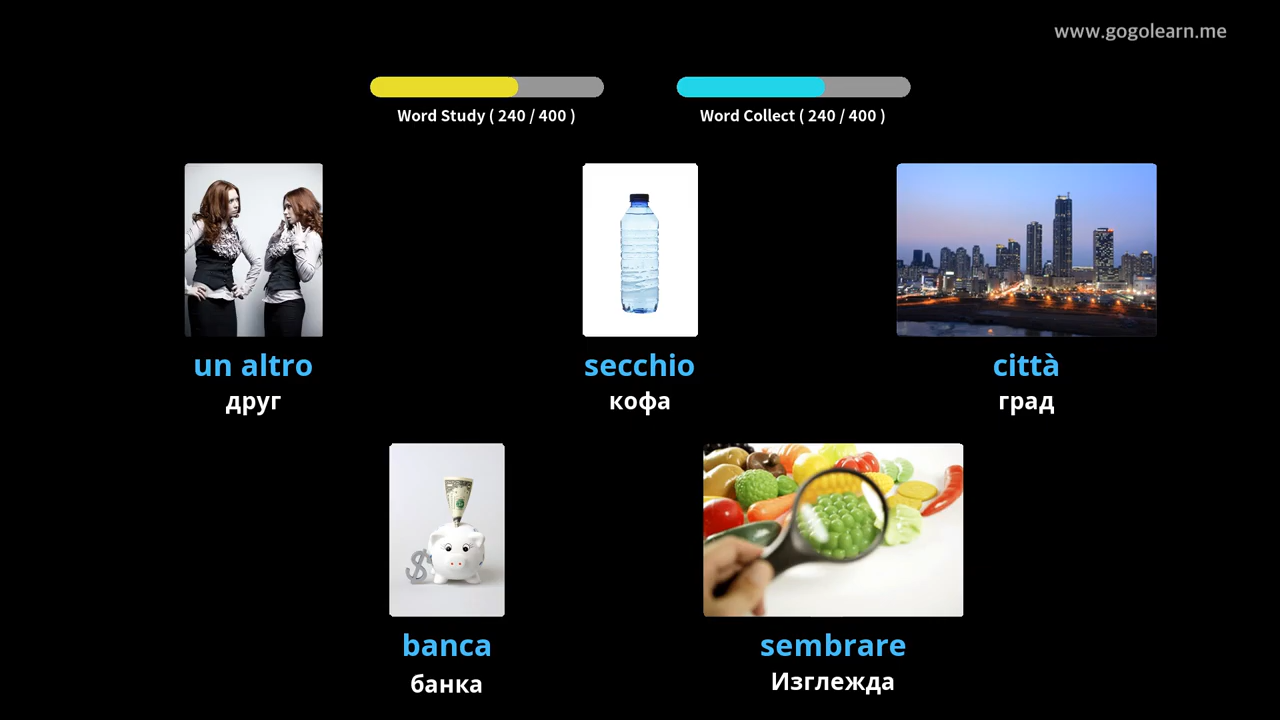 www.gogolearn.me
Word Study ( 240 / 400 )
Word Collect ( 240 / 400 )
un altro
друг
secchio
кофа
città
град
banca
банка
sembrare
Изглежда